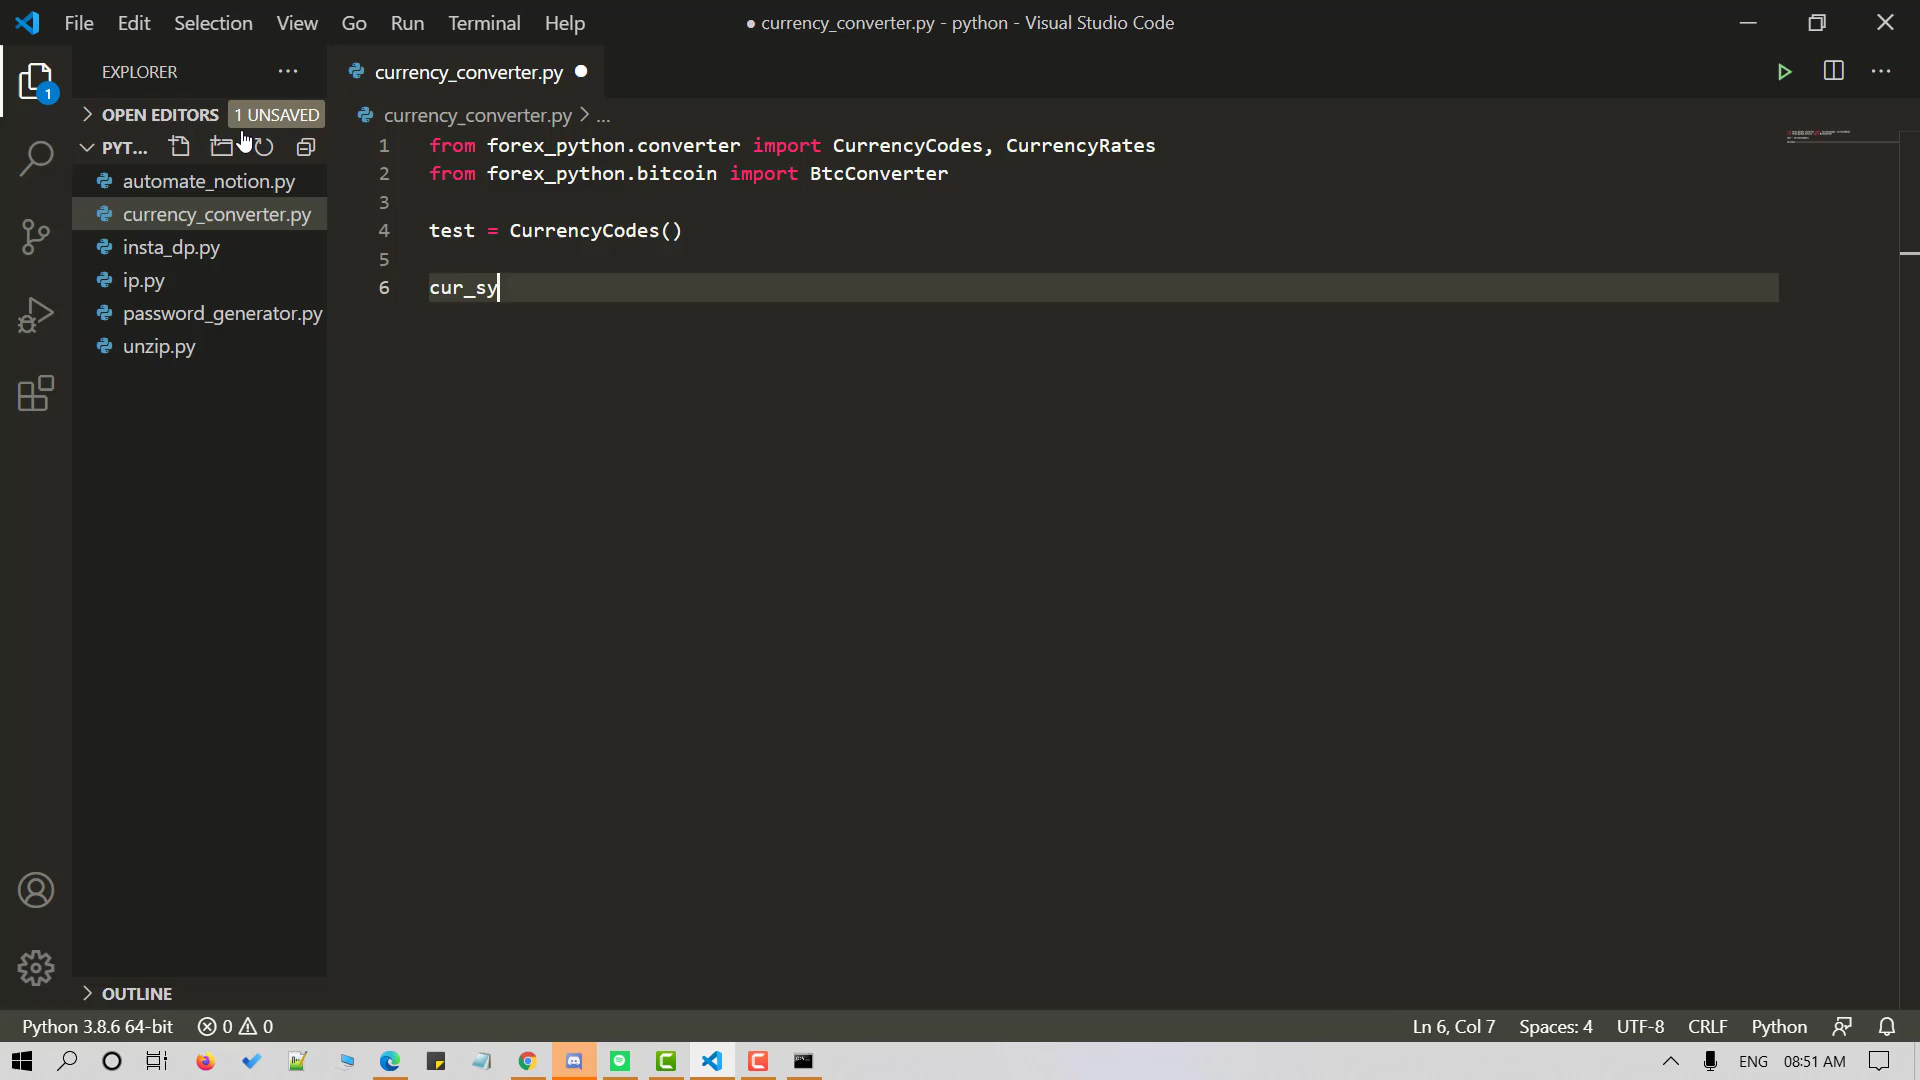 File Edit Selection View Go Run Terminal Help
● currency_converter.py - python - Visual Studio Code
EXPLORER
currency_converter.py
1
OPEN EDITORS 1 UNSAVED
currency_converter.py > ...
PYT...
automate_notion.py
currency_converter.py
insta_dp.py
ip.py
password_generator.py
unzip.py
1 from forex_python.converter import CurrencyCodes, CurrencyRates
2 from forex_python.bitcoin import BtcConverter
3
4 test = CurrencyCodes()
5
6 cur_sy
OUTLINE
Python 3.8.6 64-bit 0 0 Ln 6, Col 7 Spaces: 4 UTF-8 CRLF Python
ENG 08:51 AM